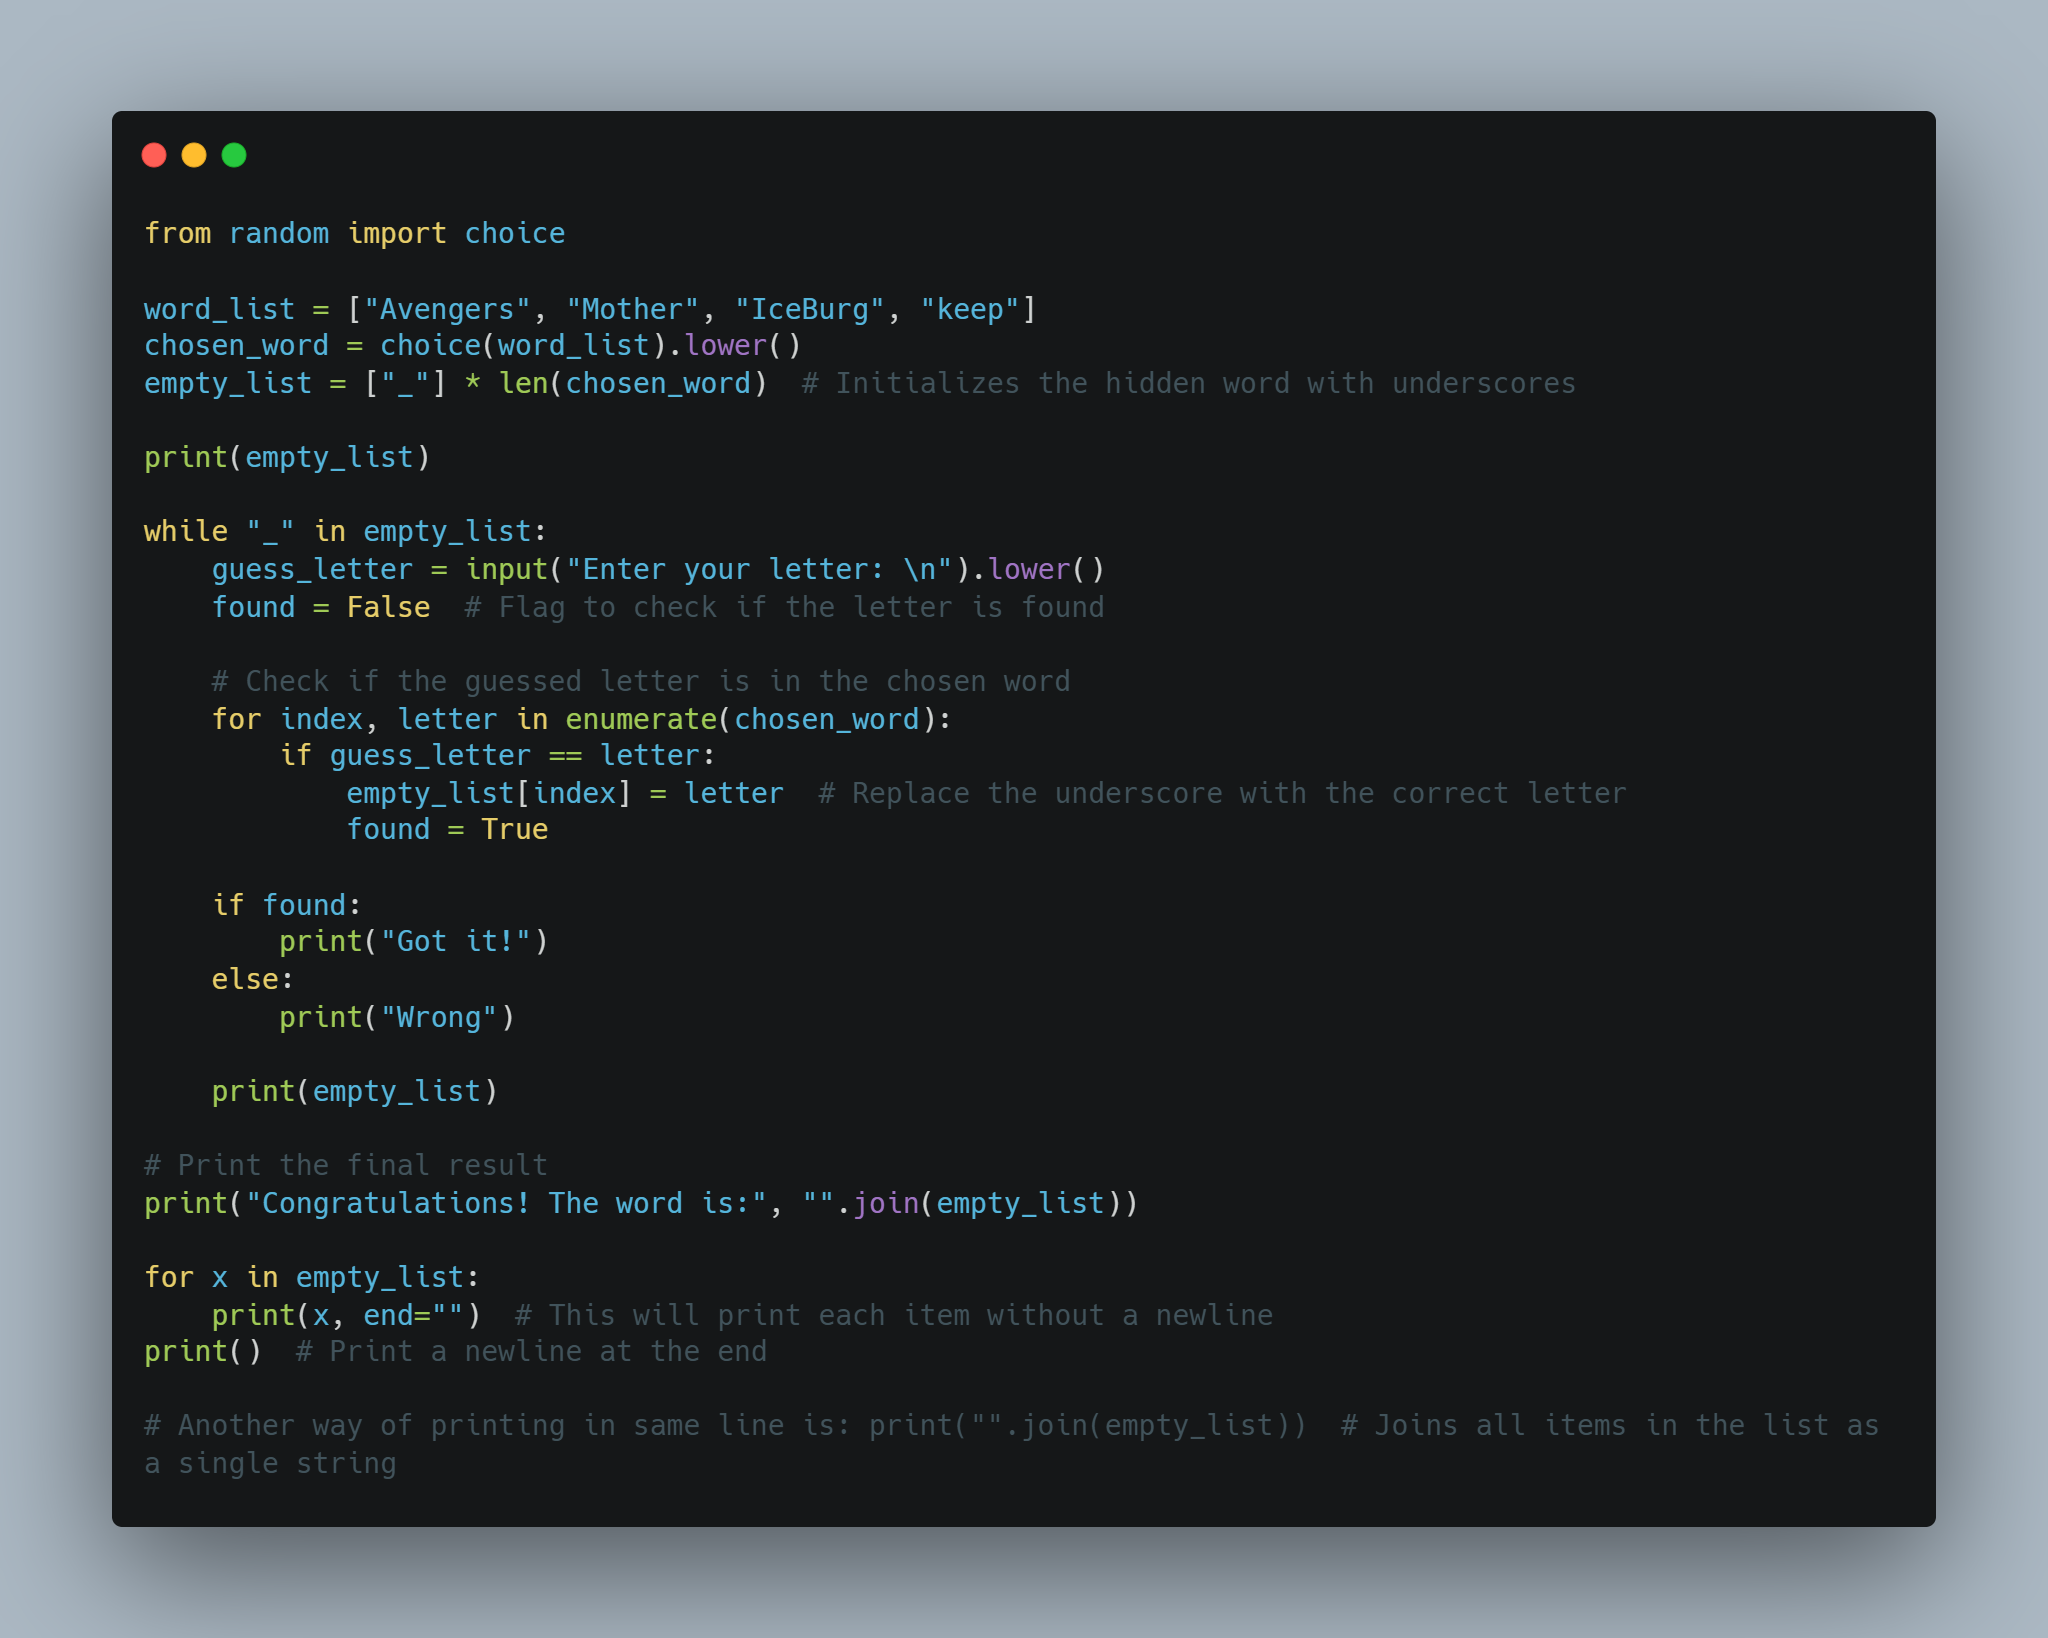 from random import choice

word_list = ["Avengers", "Mother", "IceBurg", "keep"]
chosen_word = choice(word_list).lower()
empty_list = ["_"] * len(chosen_word)  # Initializes the hidden word with underscores

print(empty_list)

while "_" in empty_list:
    guess_letter = input("Enter your letter: \n").lower()
    found = False  # Flag to check if the letter is found

    # Check if the guessed letter is in the chosen word
    for index, letter in enumerate(chosen_word):
        if guess_letter == letter:
            empty_list[index] = letter  # Replace the underscore with the correct letter
            found = True

    if found:
        print("Got it!")
    else:
        print("Wrong")

    print(empty_list)

# Print the final result
print("Congratulations! The word is:", "".join(empty_list))

for x in empty_list:
    print(x, end="")  # This will print each item without a newline
print()  # Print a newline at the end

# Another way of printing in same line is: print("".join(empty_list))  # Joins all items in the list as
a single string